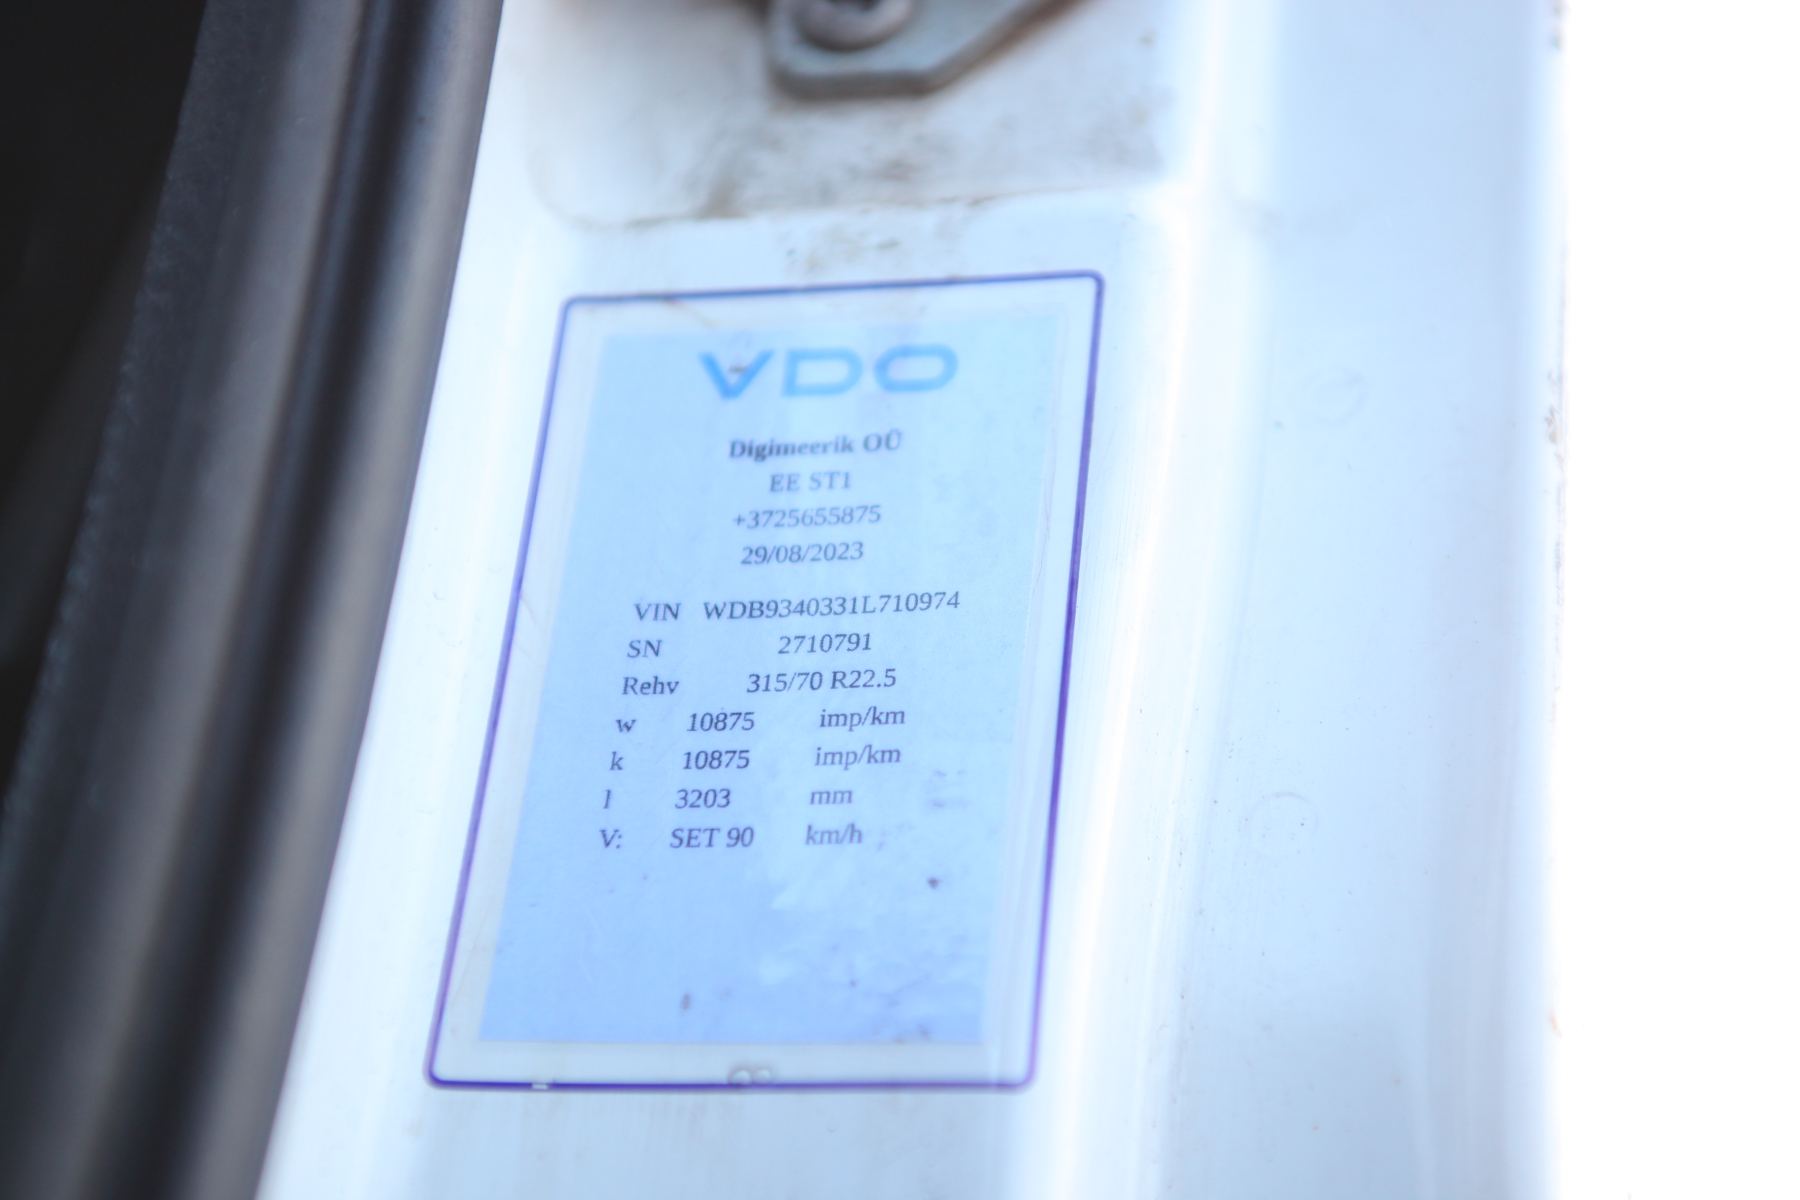 VDO
Digimeerik OÜ
EE ST1
+3725655875
29/08/2023
VIN WDB9340331L710974
SN 2710791
Rehv 315/70 R22.5
w 10875 imp/km
k 10875 imp/km
l 3203 mm
V: SET 90 km/h